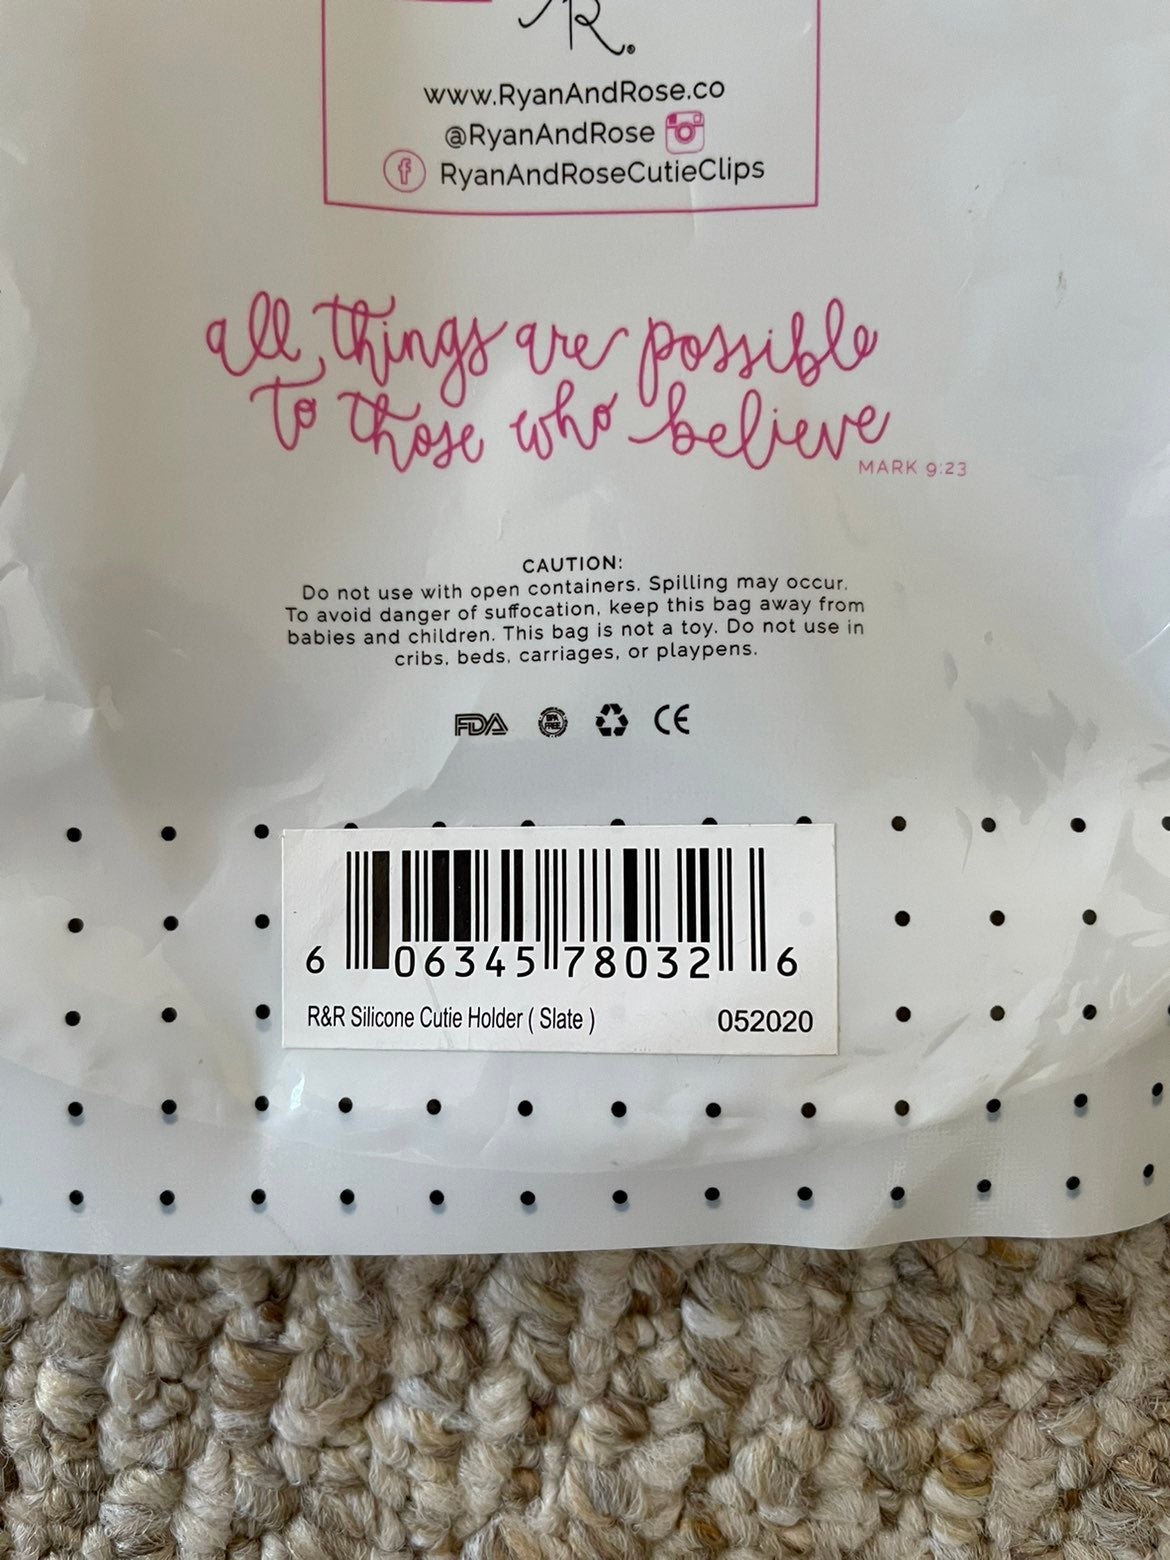 R®
www.RyanAndRose.co
@RyanAndRose
f RyanAndRoseCutieClips
all things are possible
to those who believe
MARK 9:23
CAUTION:
Do not use with open containers. Spilling may occur.
To avoid danger of suffocation, keep this bag away from
babies and children. This bag is not a toy. Do not use in
cribs, beds, carriages, or playpens.
FDA BPA FREE CE
6 06345 78032 6
R&R Silicone Cutie Holder ( Slate ) 052020